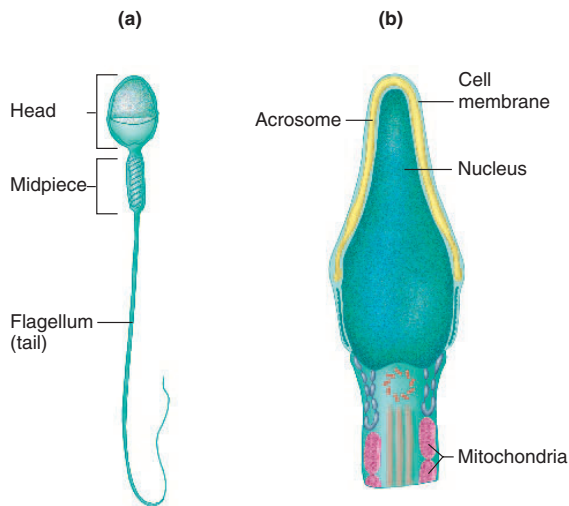 (a)
Head
Midpiece
Flagellum
(tail)
(b)
Cell
membrane
Acrosome
Nucleus
Mitochondria